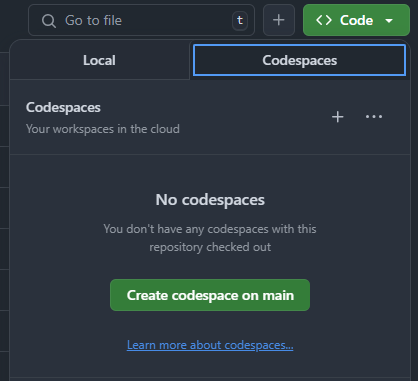 Go to file
t
Code
Local
Codespaces
Codespaces
Your workspaces in the cloud
No codespaces
You don't have any codespaces with this
repository checked out
Create codespace on main
Learn more about codespaces...